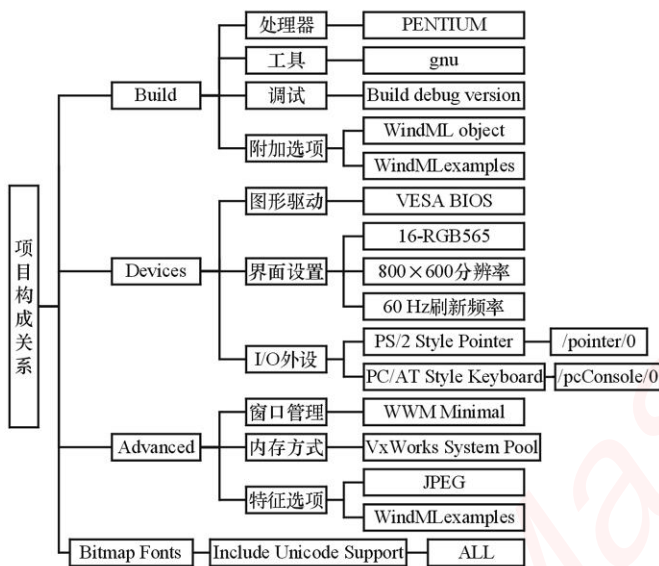 项目构成关系
Build
处理器
PENTIUM
工具
gnu
调试
Build debug version
附加选项
WindML object
WindMLexamples
Devices
图形驱动
VESA BIOS
界面设置
16-RGB565
800×600分辨率
60 Hz刷新频率
I/O外设
PS/2 Style Pointer
/pointer/0
PC/AT Style Keyboard
/pcConsole/0
Advanced
窗口管理
WWM Minimal
内存方式
VxWorks System Pool
特征选项
JPEG
WindMLexamples
Bitmap Fonts
Include Unicode Support
ALL